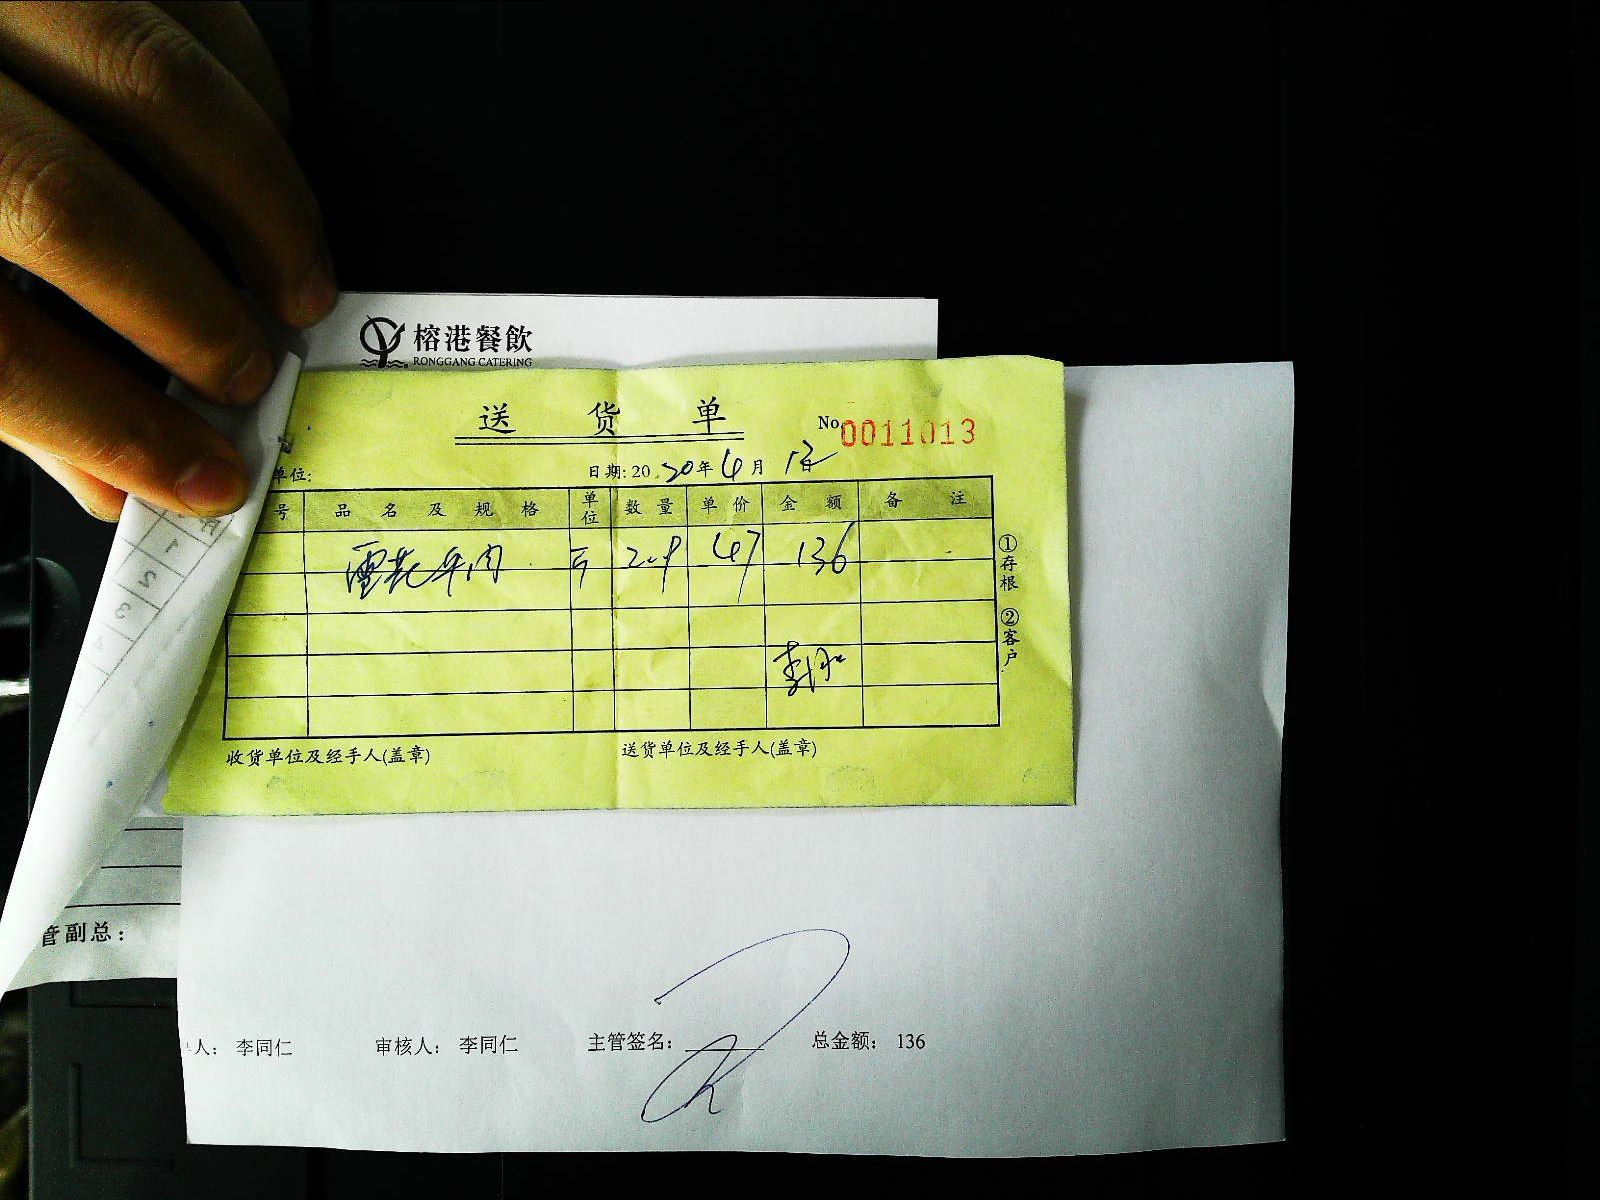 榕港餐飲
RONGGANG CATERING
送 货 单
No. 0011013
单位: 日期: 2020年6月12日
号 品名及规格 单位 数量 单价 金额 备注
雪花牛肉 斤 2.9 47 136
①存根 ②客户
收货单位及经手人(盖章) 送货单位及经手人(盖章)
管副总:
人: 李同仁 审核人: 李同仁 主管签名: 总金额: 136